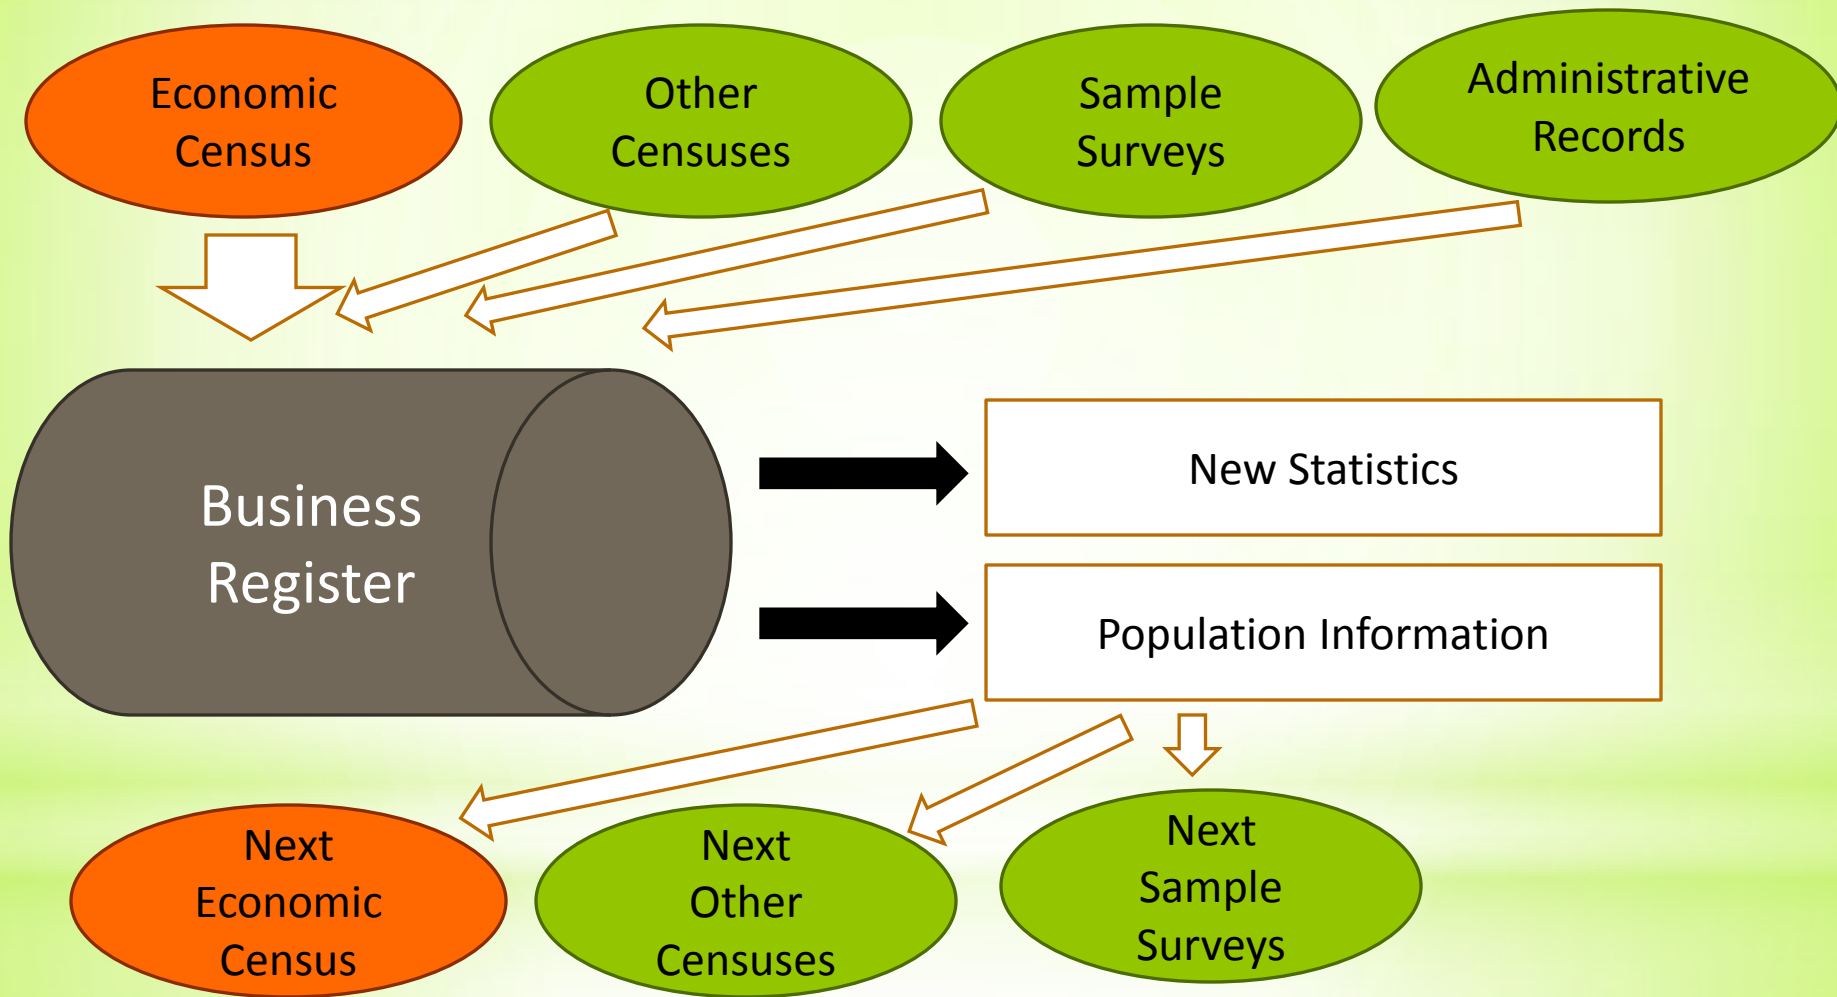 Economic
Census
Other
Censuses
Sample
Surveys
Administrative
Records
Business
Register
New Statistics
Population Information
Next
Economic
Census
Next
Other
Censuses
Next
Sample
Surveys